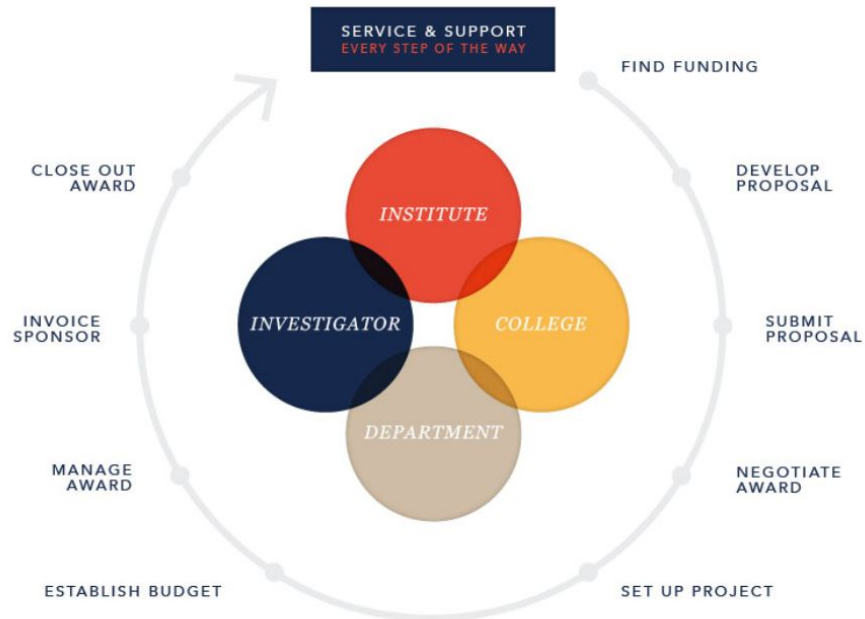 SERVICE & SUPPORT
EVERY STEP OF THE WAY
FIND FUNDING
DEVELOP
PROPOSAL
SUBMIT
PROPOSAL
NEGOTIATE
AWARD
SET UP PROJECT
ESTABLISH BUDGET
MANAGE
AWARD
INVOICE
SPONSOR
CLOSE OUT
AWARD
INSTITUTE
INVESTIGATOR
COLLEGE
DEPARTMENT